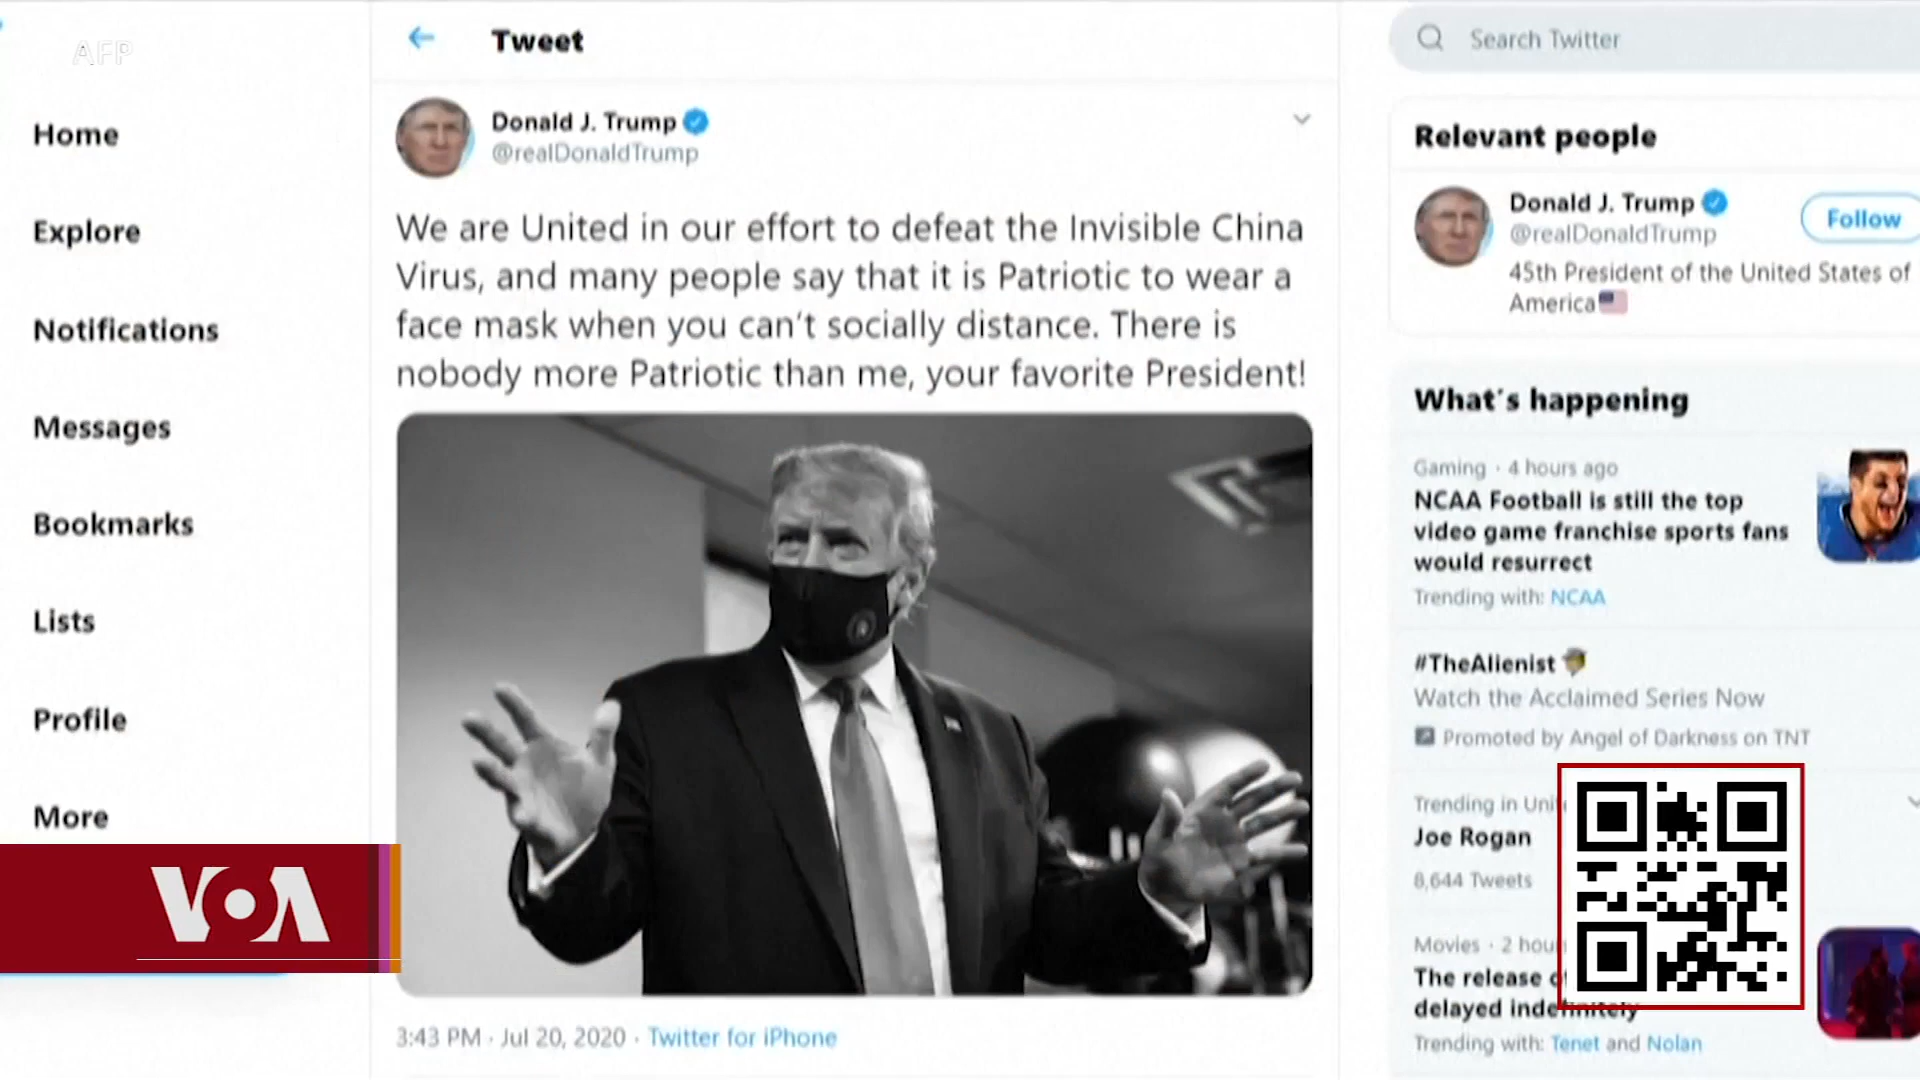 AFP
Home
Explore
Notifications
Messages
Bookmarks
Lists
Profile
More
VOA
Tweet
Donald J. Trump
@realDonaldTrump
We are United in our effort to defeat the Invisible China
Virus, and many people say that it is Patriotic to wear a
face mask when you can't socially distance. There is
nobody more Patriotic than me, your favorite President!
3:43 PM · Jul 20, 2020 · Twitter for iPhone
Search Twitter
Relevant people
Donald J. Trump
@realDonaldTrump
Follow
45th President of the United States of
America
What's happening
Gaming · 4 hours ago
NCAA Football is still the top
video game franchise sports fans
would resurrect
Trending with: NCAA
#TheAlienist
Watch the Acclaimed Series Now
Promoted by Angel of Darkness on TNT
Trending in
Joe Rogan
8,644 Tweets
Movies · 2
The release
delayed indefinitely
Trending with: Tenet and Nolan